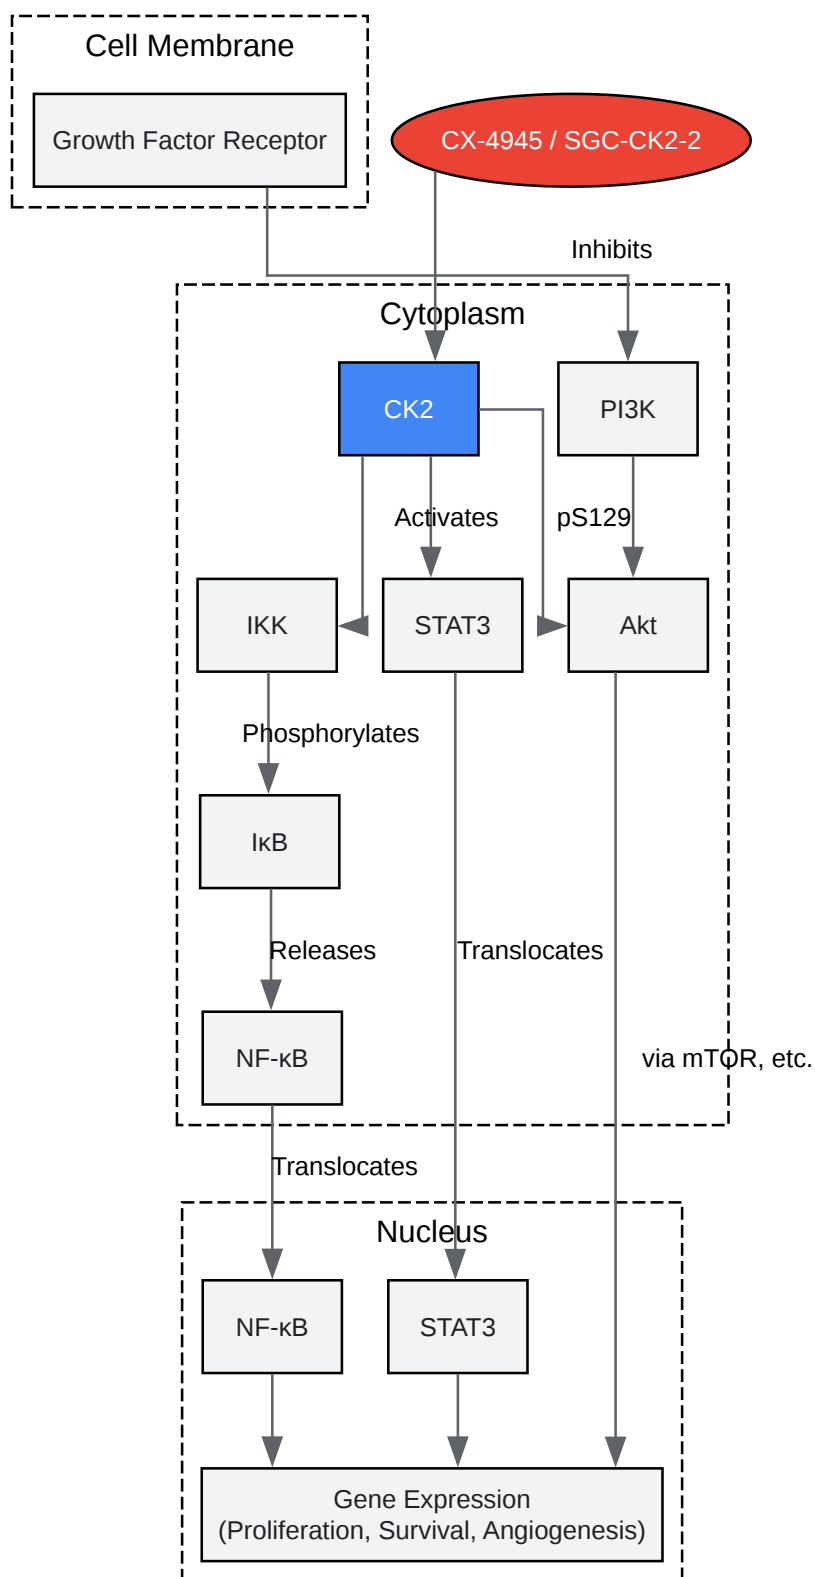 Cell Membrane
Growth Factor Receptor
CX-4945 / SGC-CK2-2
Inhibits
Cytoplasm
CK2
PI3K
Activates
pS129
IKK
STAT3
Akt
Phosphorylates
IκB
Releases
Translocates
NF-κB
via mTOR, etc.
Translocates
Nucleus
NF-κB
STAT3
Gene Expression
(Proliferation, Survival, Angiogenesis)